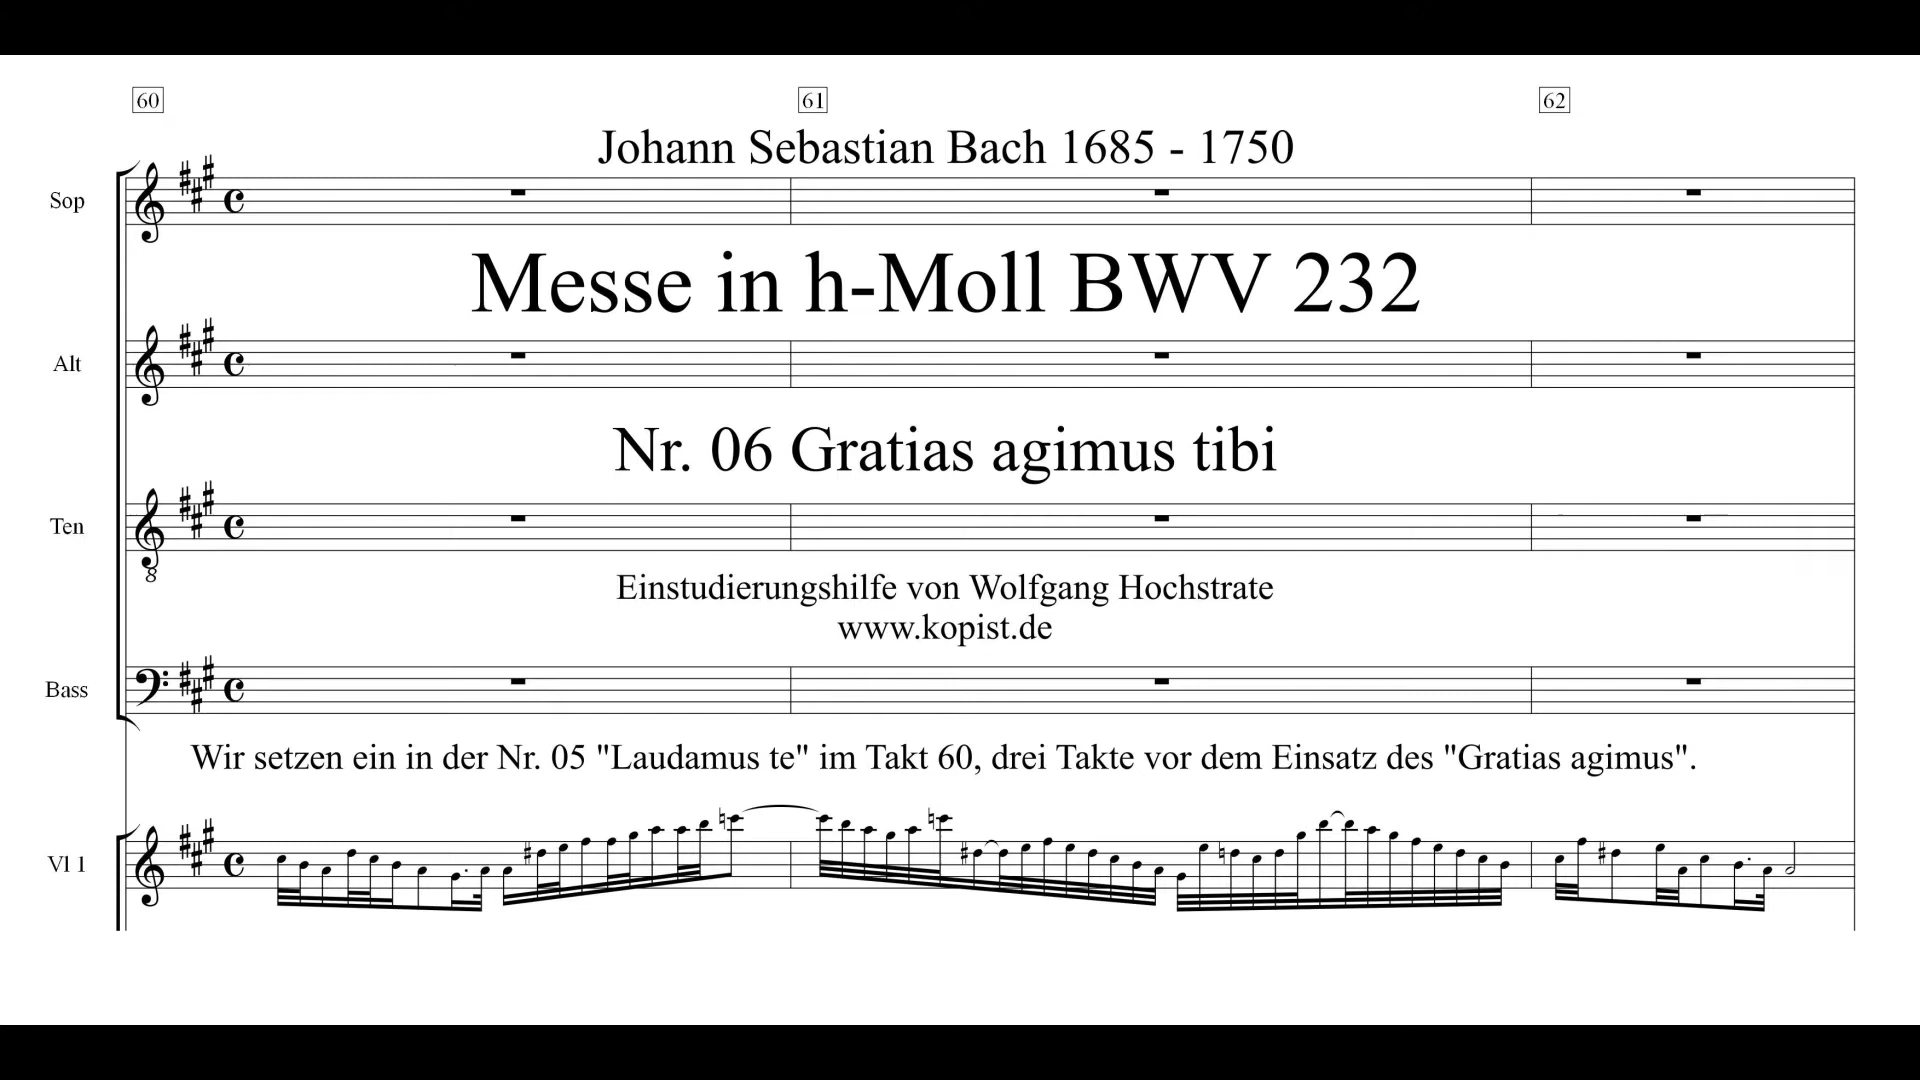 60 61 62
Johann Sebastian Bach 1685 - 1750
Sop
Messe in h-Moll BWV 232
Alt
Nr. 06 Gratias agimus tibi
Ten
8
Einstudierungshilfe von Wolfgang Hochstrate
www.kopist.de
Bass
Wir setzen ein in der Nr. 05 "Laudamus te" im Takt 60, drei Takte vor dem Einsatz des "Gratias agimus".
Vl 1